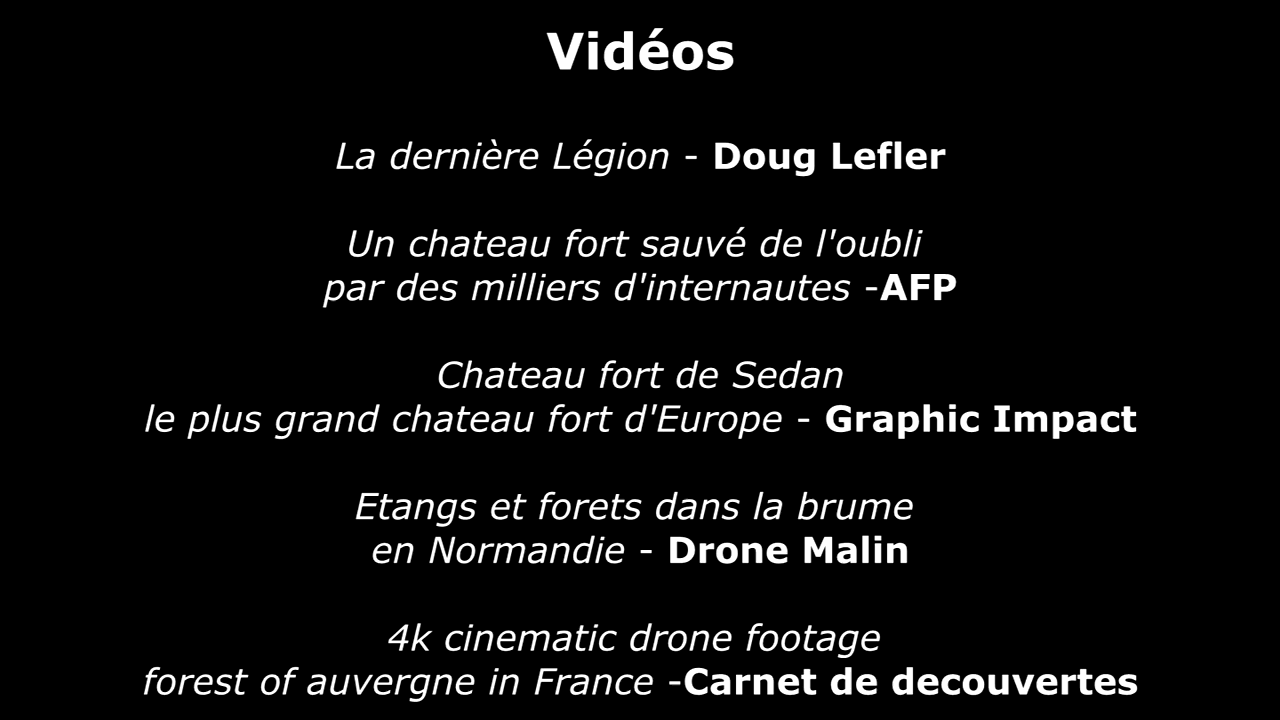 Vidéos
La dernière Légion - Doug Lefler
Un chateau fort sauvé de l'oubli
par des milliers d'internautes -AFP
Chateau fort de Sedan
le plus grand chateau fort d'Europe - Graphic Impact
Etangs et forets dans la brume
en Normandie - Drone Malin
4k cinematic drone footage
forest of auvergne in France -Carnet de decouvertes